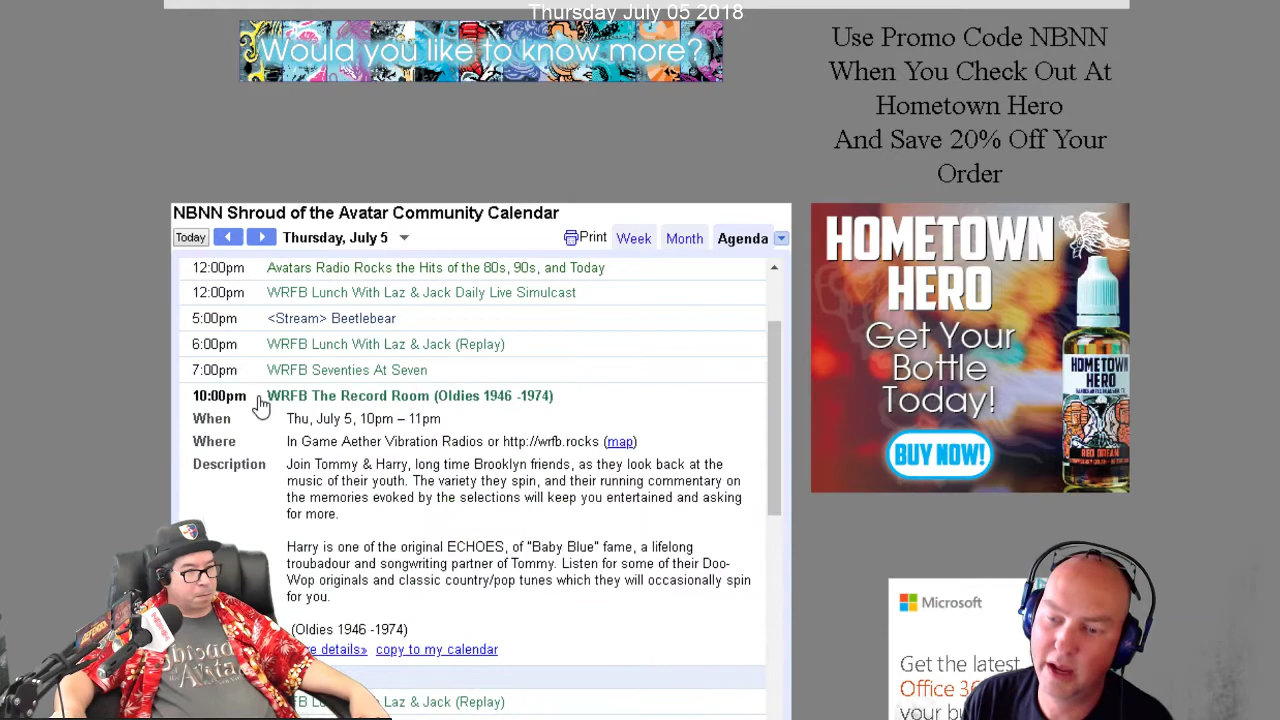 Thursday July 05 2018
Would you like to know more?
Use Promo Code NBNN
When You Check Out At
Hometown Hero
And Save 20% Off Your
Order
NBNN Shroud of the Avatar Community Calendar
Today Thursday, July 5 Print Week Month Agenda
12:00pm Avatars Radio Rocks the Hits of the 80s, 90s, and Today
12:00pm WRFB Lunch With Laz & Jack Daily Live Simulcast
5:00pm <Stream> Beetlebear
6:00pm WRFB Lunch With Laz & Jack (Replay)
7:00pm WRFB Seventies At Seven
10:00pm WRFB The Record Room (Oldies 1946 -1974)
When Thu, July 5, 10pm – 11pm
Where In Game Aether Vibration Radios or http://wrfb.rocks (map)
Description Join Tommy & Harry, long time Brooklyn friends, as they look back at the
music of their youth. The variety they spin, and their running commentary on
the memories evoked by the selections will keep you entertained and asking
for more.
Harry is one of the original ECHOES, of "Baby Blue" fame, a lifelong
troubadour and songwriting partner of Tommy. Listen for some of their Doo-
Wop originals and classic country/pop tunes which they will occasionally spin
for you.
(Oldies 1946 -1974)
details» copy to my calendar
Laz & Jack (Replay)
HOMETOWN
HERO
Get Your
Bottle
Today!
BUY NOW!
HOMETOWN
HERO
RED DREAM
Microsoft
Get the latest
Office
your